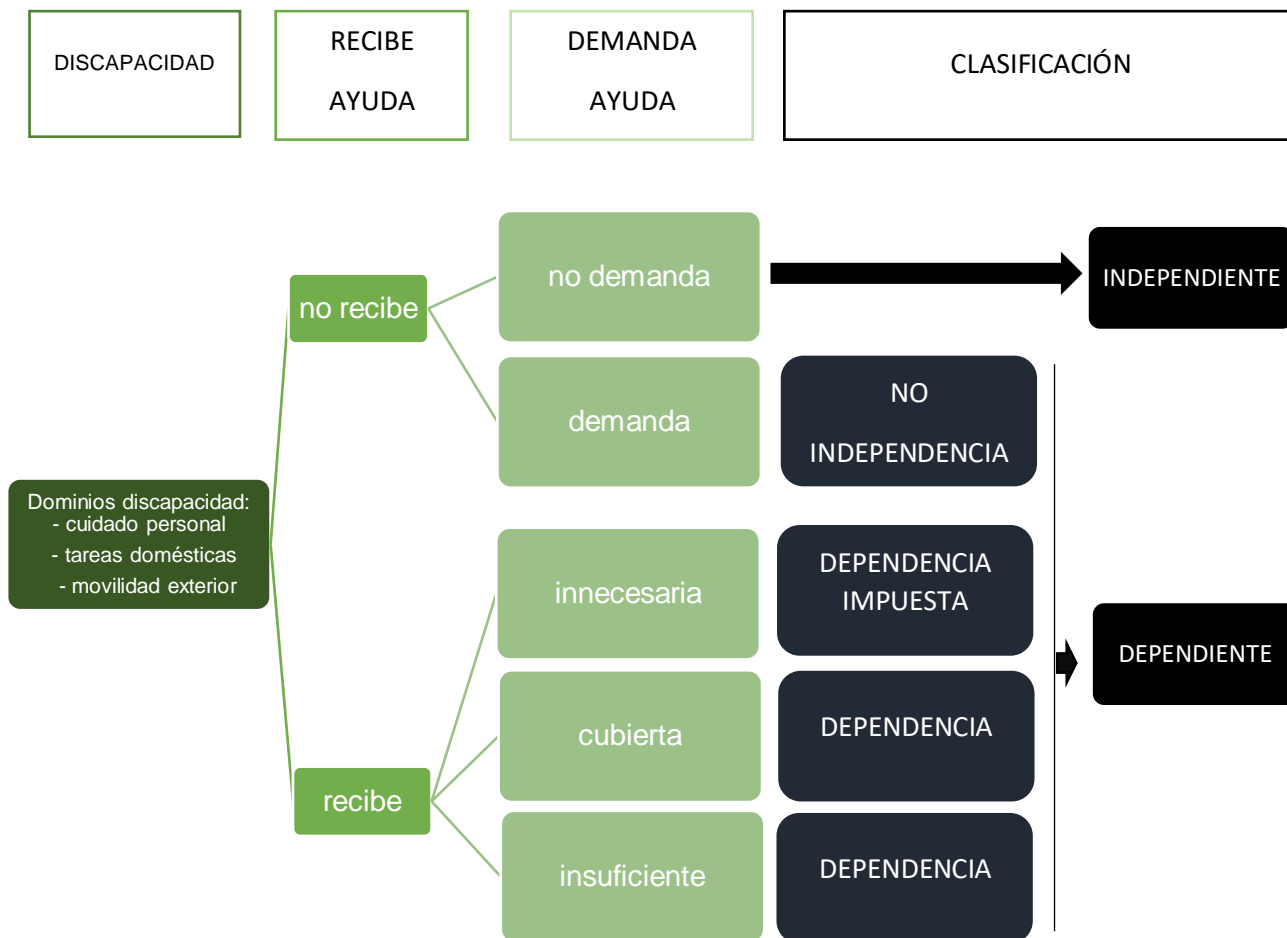 DISCAPACIDAD
RECIBE
AYUDA
DEMANDA
AYUDA
CLASIFICACIÓN
no demanda
INDEPENDIENTE
no recibe
demanda
NO
INDEPENDENCIA
Dominios discapacidad:
- cuidado personal
- tareas domésticas
- movilidad exterior
innecesaria
DEPENDENCIA
IMPUESTA
DEPENDIENTE
cubierta
DEPENDENCIA
recibe
insuficiente
DEPENDENCIA